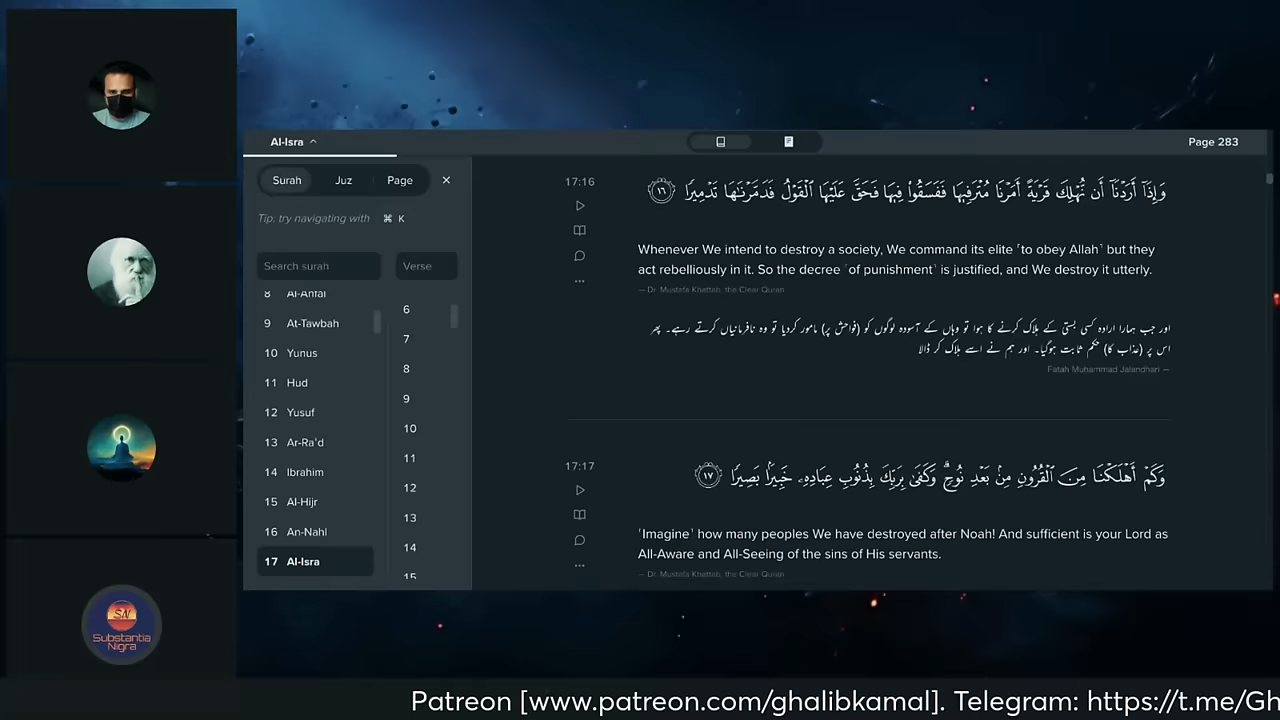 Al-Isra
Page 283
Surah
Juz
Page
Tip: try navigating with ⌘ K
Search surah
Verse
8 Al-Anfal
9 At-Tawbah
10 Yunus
11 Hud
12 Yusuf
13 Ar-Ra'd
14 Ibrahim
15 Al-Hijr
16 An-Nahl
17 Al-Isra
6
7
8
9
10
11
12
13
14
15
17:16
وَإِذَآ أَرَدْنَآ أَن نُّهْلِكَ قَرْيَةً أَمَرْنَا مُتْرَفِيهَا فَفَسَقُوا۟ فِيهَا فَحَقَّ عَلَيْهَا ٱلْقَوْلُ فَدَمَّرْنَـٰهَا تَدْمِيرًا ١٦
Whenever We intend to destroy a society, We command its elite ˹to obey Allah˺ but they
act rebelliously in it. So the decree ˹of punishment˺ is justified, and We destroy it utterly.
— Dr. Mustafa Khattab, the Clear Quran
اور جب ہمارا ارادہ کسی بستی کے ہلاک کرنے کا ہوا تو وہاں کے آسودہ لوگوں کو (فواحش پر) مامور کردیا تو وہ نافرمانیاں کرتے رہے۔ پھر
اس پر (عذاب کا) حکم ثابت ہوگیا۔ اور ہم نے اسے ہلاک کر ڈالا
Fatah Muhammad Jalandhari —
17:17
وَكَمْ أَهْلَكْنَا مِنَ ٱلْقُرُونِ مِنۢ بَعْدِ نُوحٍ ۗ وَكَفَىٰ بِرَبِّكَ بِذُنُوبِ عِبَادِهِۦ خَبِيرًۢا بَصِيرًا ١٧
˹Imagine˺ how many peoples We have destroyed after Noah! And sufficient is your Lord as
All-Aware and All-Seeing of the sins of His servants.
— Dr. Mustafa Khattab, the Clear Quran
SN
Substantia
Nigra
Patreon [www.patreon.com/ghalibkamal]. Telegram: https://t.me/Gh